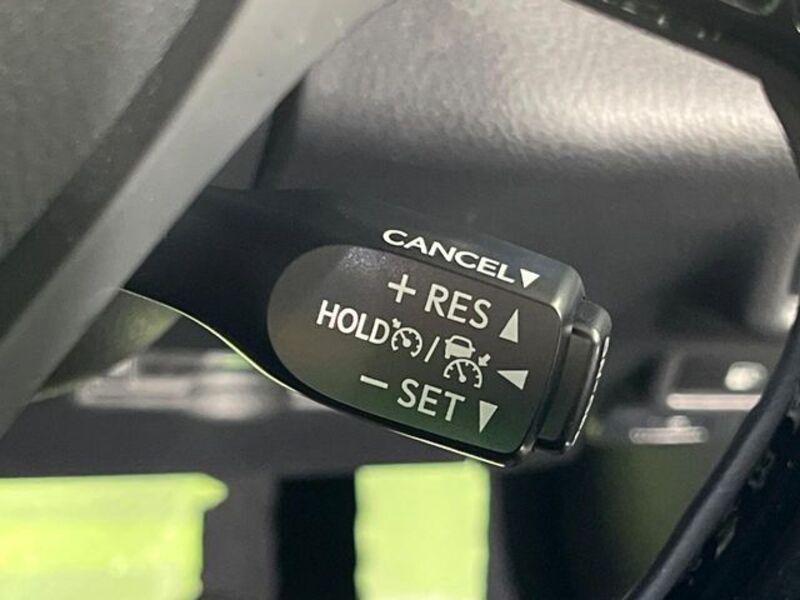 CANCEL▼
+ RES ▲
HOLD / ◀
− SET ▼